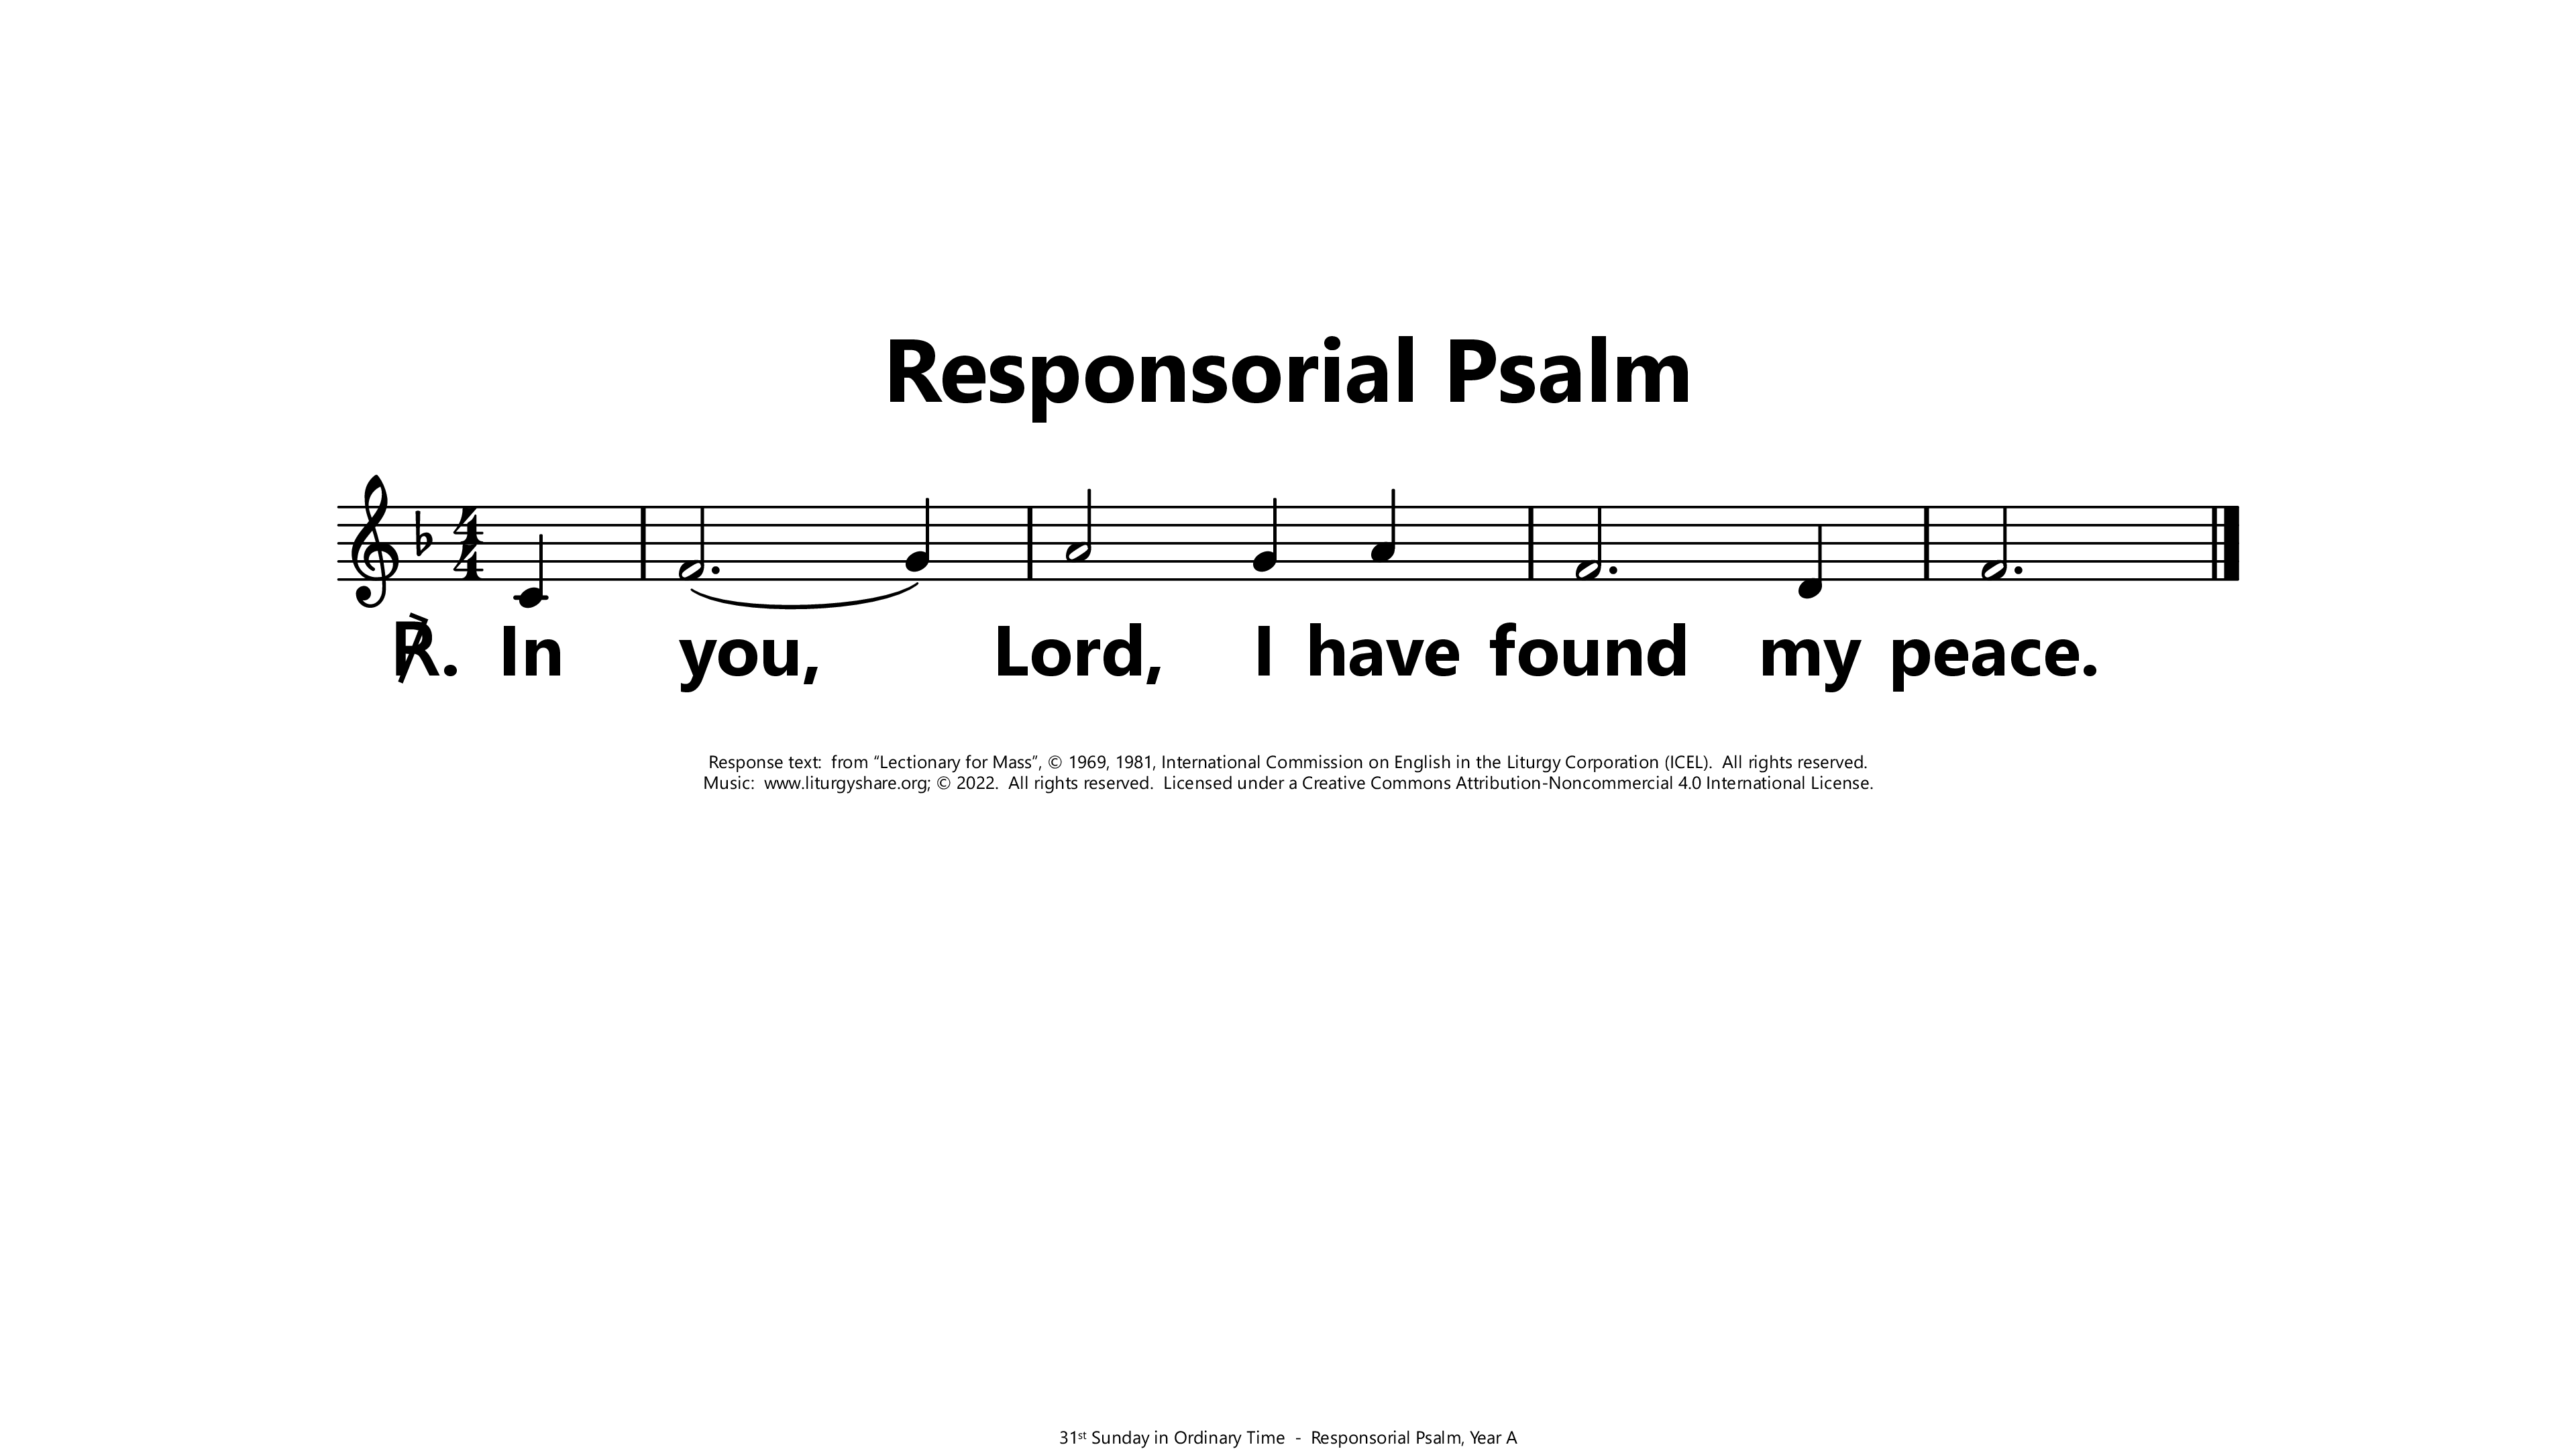 Responsorial Psalm
℟. In you, Lord, I have found my peace.
Response text:  from “Lectionary for Mass”, © 1969, 1981, International Commission on English in the Liturgy Corporation (ICEL).  All rights reserved.
Music:  www.liturgyshare.org; © 2022.  All rights reserved.  Licensed under a Creative Commons Attribution-Noncommercial 4.0 International License.
31st Sunday in Ordinary Time  -  Responsorial Psalm, Year A